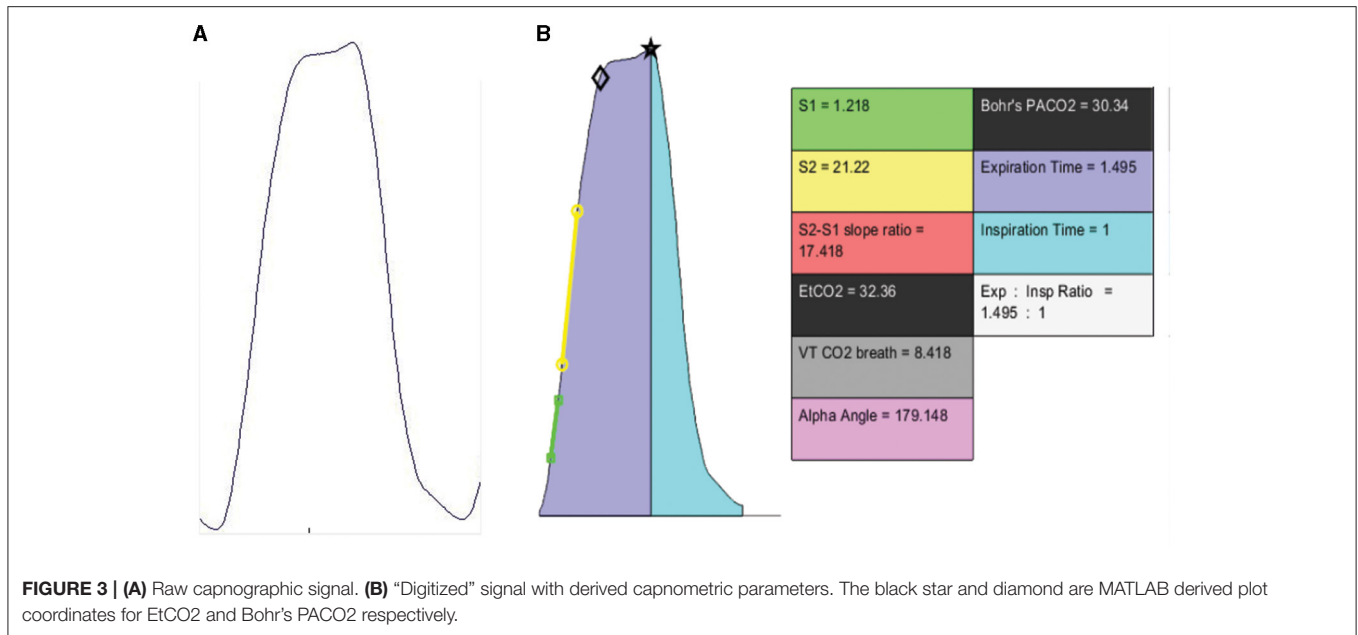 A
B
S1 = 1.218
Bohr's PACO2 = 30.34
S2 = 21.22
Expiration Time = 1.495
S2-S1 slope ratio =
17.418
Inspiration Time = 1
EtCO2 = 32.36
Exp : Insp Ratio =
1.495 : 1
VT CO2 breath = 8.418
Alpha Angle = 179.148
FIGURE 3 | (A) Raw capnographic signal. (B) “Digitized” signal with derived capnometric parameters. The black star and diamond are MATLAB derived plot
coordinates for EtCO2 and Bohr's PACO2 respectively.